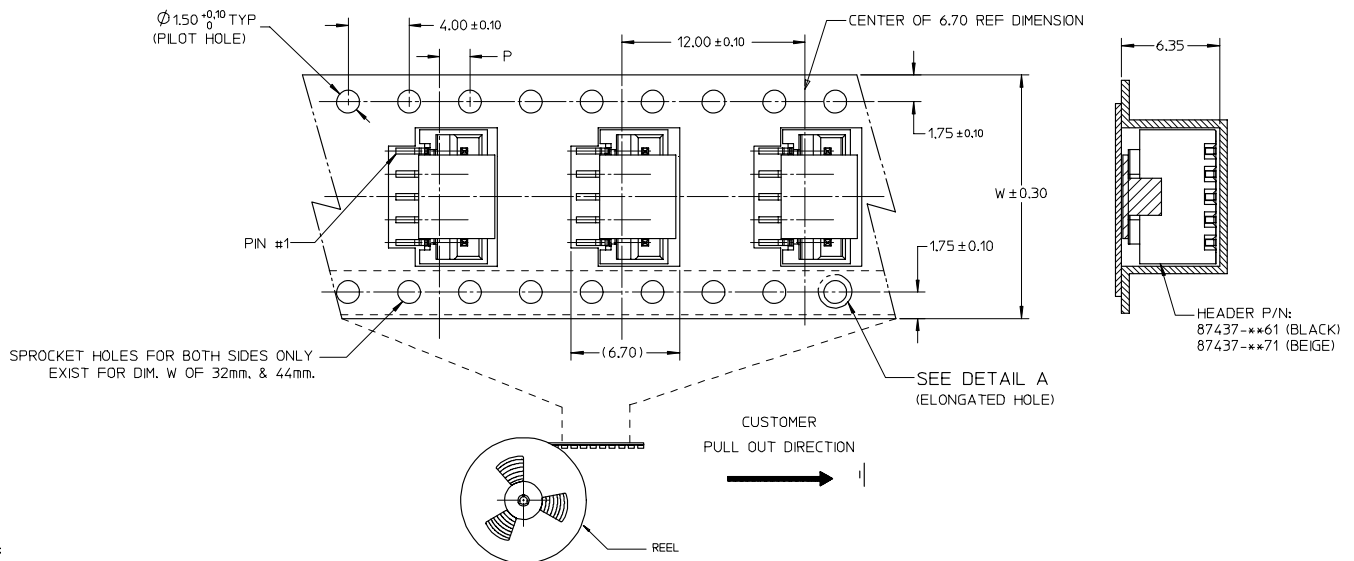 Ø 1.50 +0.10 0 TYP
(PILOT HOLE)
4.00 ±0.10
P
12.00 ±0.10
CENTER OF 6.70 REF DIMENSION
6.35
1.75 ±0.10
W ±0.30
PIN #1
1.75 ±0.10
SPROCKET HOLES FOR BOTH SIDES ONLY
EXIST FOR DIM. W OF 32mm. & 44mm.
(6.70)
HEADER P/N:
87437-**61 (BLACK)
87437-**71 (BEIGE)
SEE DETAIL A
(ELONGATED HOLE)
CUSTOMER
PULL OUT DIRECTION
REEL